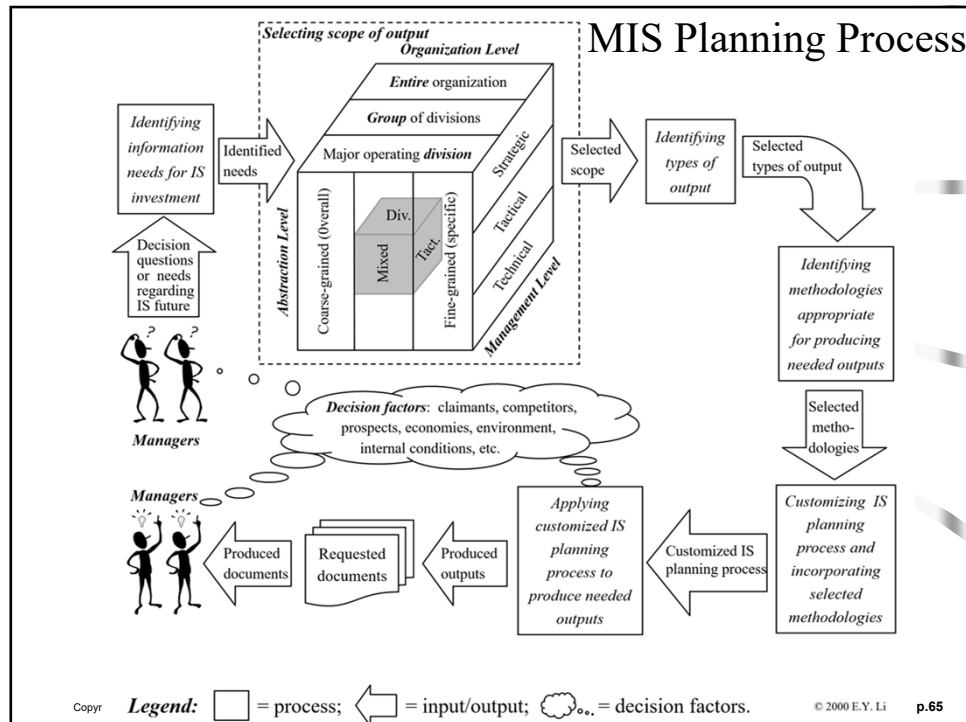 MIS Planning Process
Selecting scope of output
Organization Level
Entire organization
Group of divisions
Major operating division
Strategic
Tactical
Technical
Management Level
Abstraction Level
Coarse-grained (0verall)
Mixed
Fine-grained (specific)
Div.
Tact.
Identifying
information
needs for IS
investment
Identified
needs
Decision
questions
or needs
regarding
IS future
? ?
Managers
Selected
scope
Identifying
types of
output
Selected
types of output
Identifying
methodologies
appropriate
for producing
needed outputs
Selected
metho-
dologies
Customizing IS
planning
process and
incorporating
selected
methodologies
Customized IS
planning process
Applying
customized IS
planning
process to
produce needed
outputs
Decision factors: claimants, competitors,
prospects, economies, environment,
internal conditions, etc.
Produced
outputs
Requested
documents
Produced
documents
Managers
Legend: = process; = input/output; = decision factors.
Copyr
© 2000 E.Y. Li
p.65